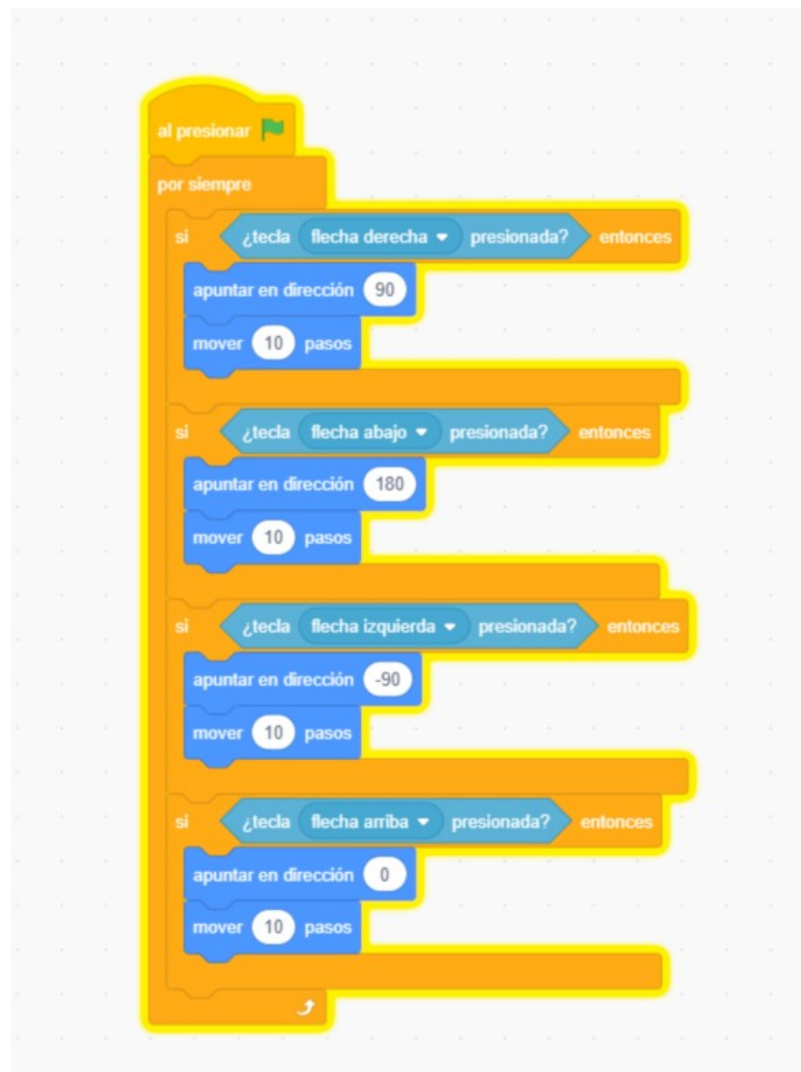 al presionar
por siempre
si ¿tecla flecha derecha presionada? entonces
apuntar en dirección 90
mover 10 pasos
si ¿tecla flecha abajo presionada? entonces
apuntar en dirección 180
mover 10 pasos
si ¿tecla flecha izquierda presionada? entonces
apuntar en dirección -90
mover 10 pasos
si ¿tecla flecha arriba presionada? entonces
apuntar en dirección 0
mover 10 pasos